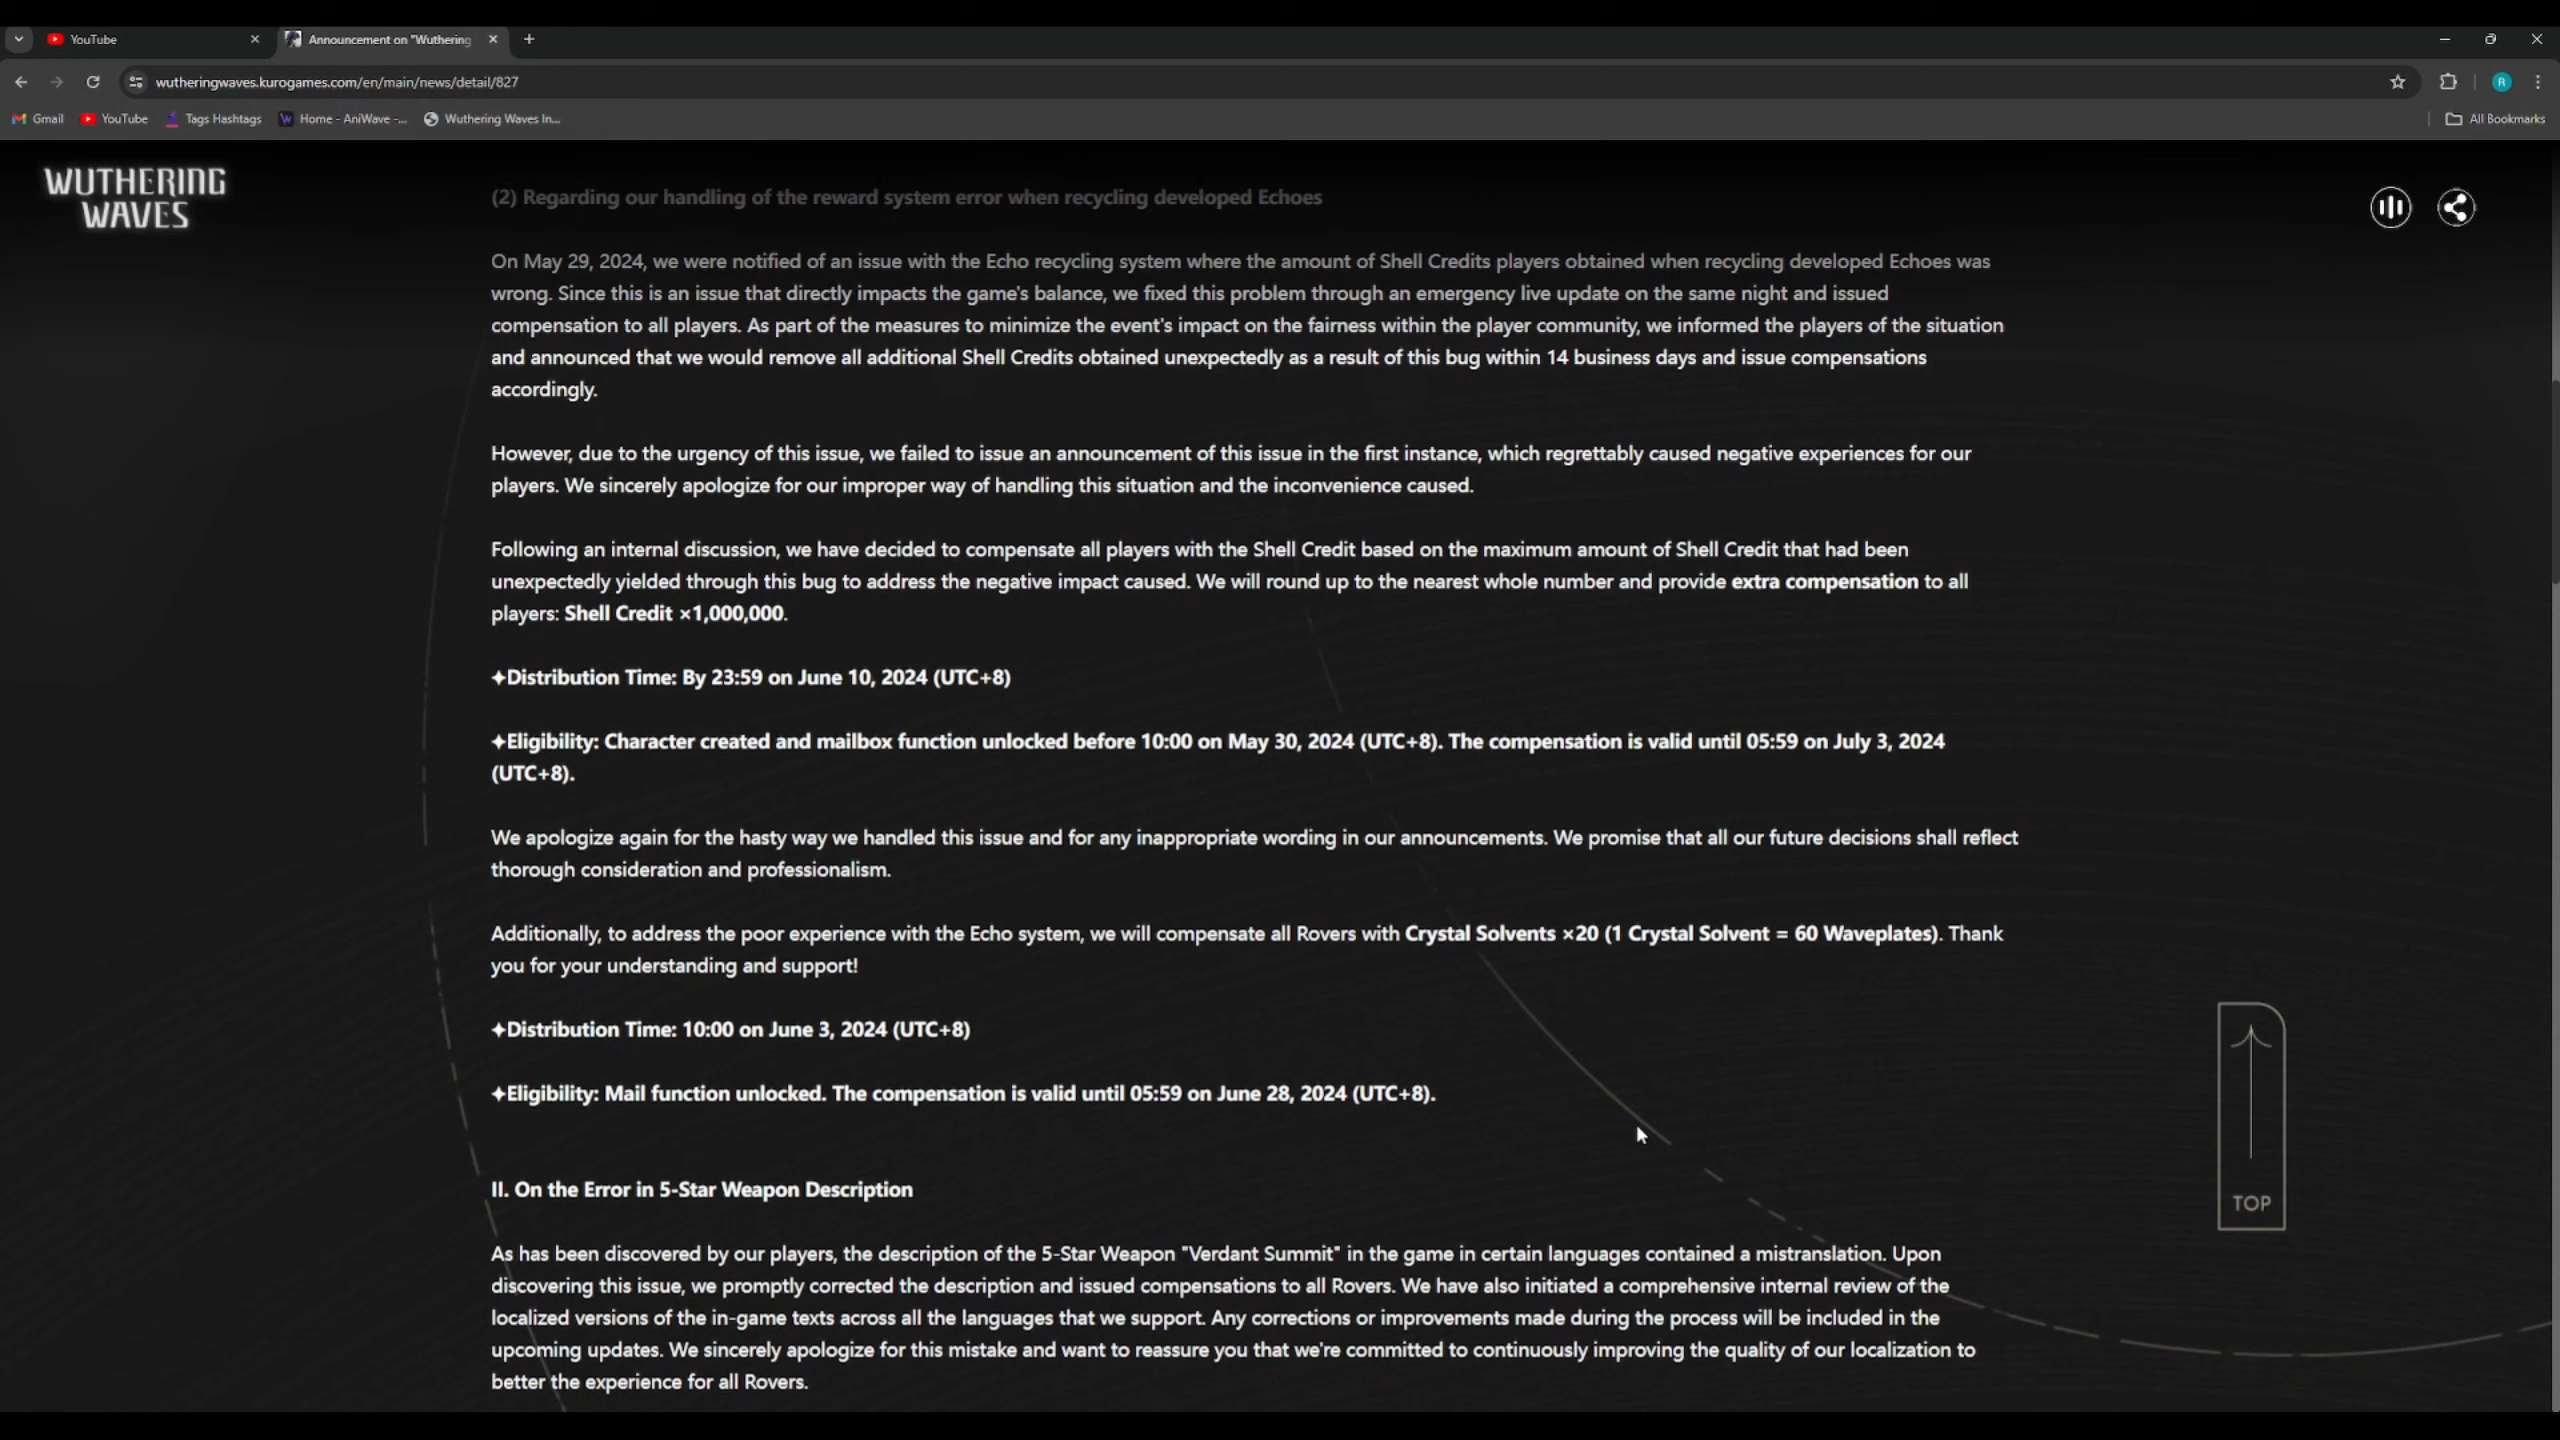 YouTube
Announcement on "Wuthering
wutheringwaves.kurogames.com/en/main/news/detail/827
R
Gmail
YouTube
Tags Hashtags
Home - AniWave -...
Wuthering Waves In...
All Bookmarks
WUTHERING
WAVES
(2) Regarding our handling of the reward system error when recycling developed Echoes
On May 29, 2024, we were notified of an issue with the Echo recycling system where the amount of Shell Credits players obtained when recycling developed Echoes was
wrong. Since this is an issue that directly impacts the game's balance, we fixed this problem through an emergency live update on the same night and issued
compensation to all players. As part of the measures to minimize the event's impact on the fairness within the player community, we informed the players of the situation
and announced that we would remove all additional Shell Credits obtained unexpectedly as a result of this bug within 14 business days and issue compensations
accordingly.
However, due to the urgency of this issue, we failed to issue an announcement of this issue in the first instance, which regrettably caused negative experiences for our
players. We sincerely apologize for our improper way of handling this situation and the inconvenience caused.
Following an internal discussion, we have decided to compensate all players with the Shell Credit based on the maximum amount of Shell Credit that had been
unexpectedly yielded through this bug to address the negative impact caused. We will round up to the nearest whole number and provide extra compensation to all
players: Shell Credit ×1,000,000.
✦Distribution Time: By 23:59 on June 10, 2024 (UTC+8)
✦Eligibility: Character created and mailbox function unlocked before 10:00 on May 30, 2024 (UTC+8). The compensation is valid until 05:59 on July 3, 2024
(UTC+8).
We apologize again for the hasty way we handled this issue and for any inappropriate wording in our announcements. We promise that all our future decisions shall reflect
thorough consideration and professionalism.
Additionally, to address the poor experience with the Echo system, we will compensate all Rovers with Crystal Solvents ×20 (1 Crystal Solvent = 60 Waveplates). Thank
you for your understanding and support!
✦Distribution Time: 10:00 on June 3, 2024 (UTC+8)
✦Eligibility: Mail function unlocked. The compensation is valid until 05:59 on June 28, 2024 (UTC+8).
TOP
II. On the Error in 5-Star Weapon Description
As has been discovered by our players, the description of the 5-Star Weapon "Verdant Summit" in the game in certain languages contained a mistranslation. Upon
discovering this issue, we promptly corrected the description and issued compensations to all Rovers. We have also initiated a comprehensive internal review of the
localized versions of the in-game texts across all the languages that we support. Any corrections or improvements made during the process will be included in the
upcoming updates. We sincerely apologize for this mistake and want to reassure you that we're committed to continuously improving the quality of our localization to
better the experience for all Rovers.